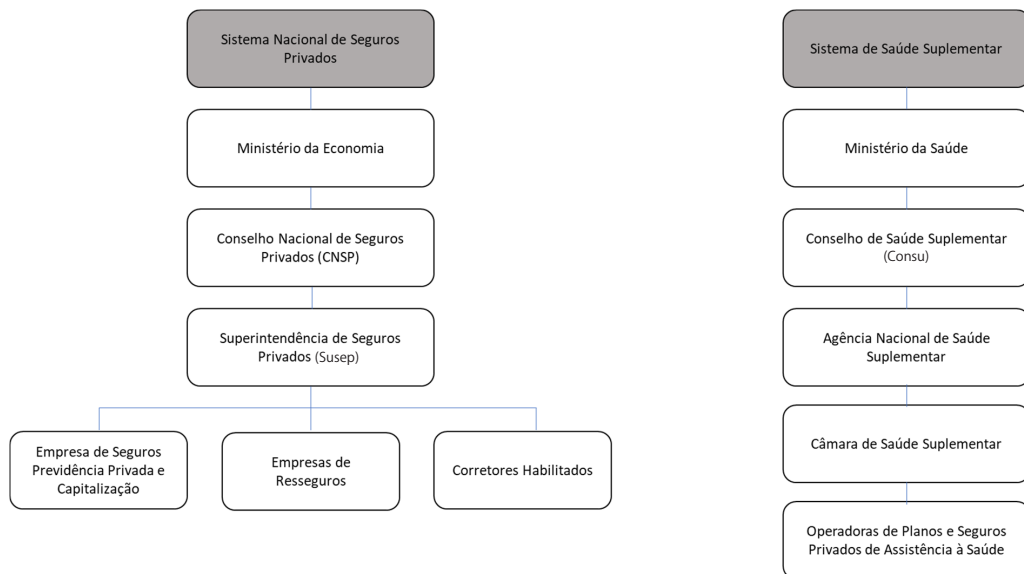 Sistema Nacional de Seguros
Privados
Ministério da Economia
Conselho Nacional de Seguros
Privados (CNSP)
Superintendência de Seguros
Privados (Susep)
Empresa de Seguros
Previdência Privada e
Capitalização
Empresas de
Resseguros
Corretores Habilitados
Sistema de Saúde Suplementar
Ministério da Saúde
Conselho de Saúde Suplementar
(Consu)
Agência Nacional de Saúde
Suplementar
Câmara de Saúde Suplementar
Operadoras de Planos e Seguros
Privados de Assistência à Saúde